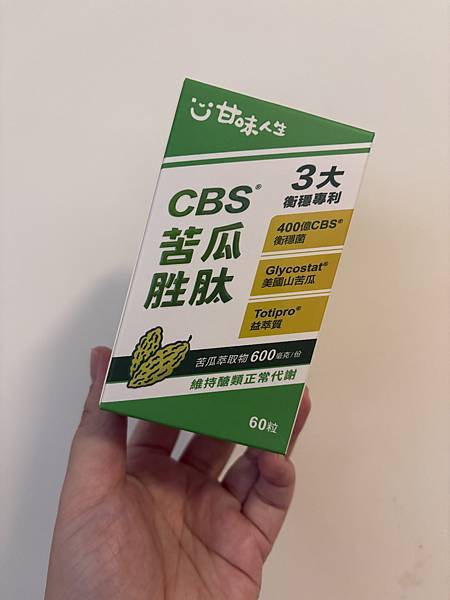 甘味人生
CBS®
苦瓜
胜肽
3大
衡穩專利
400億CBS®
衡穩菌
Glycostat®
美國山苦瓜
Totipro®
益萃質
苦瓜萃取物600毫克/份
維持醣類正常代謝
60粒